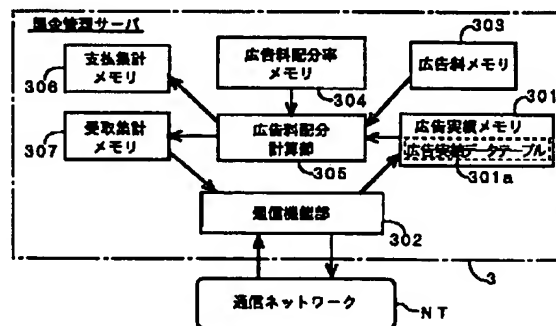 課金管理サーバ
303
支払集計
メモリ
広告料配分率
メモリ
広告料メモリ
306
304
301
受取集計
メモリ
広告料配分
計算部
広告実績メモリ
広告実績データテーブル
307
305
301a
通信機能部
302
3
通信ネットワーク
NT